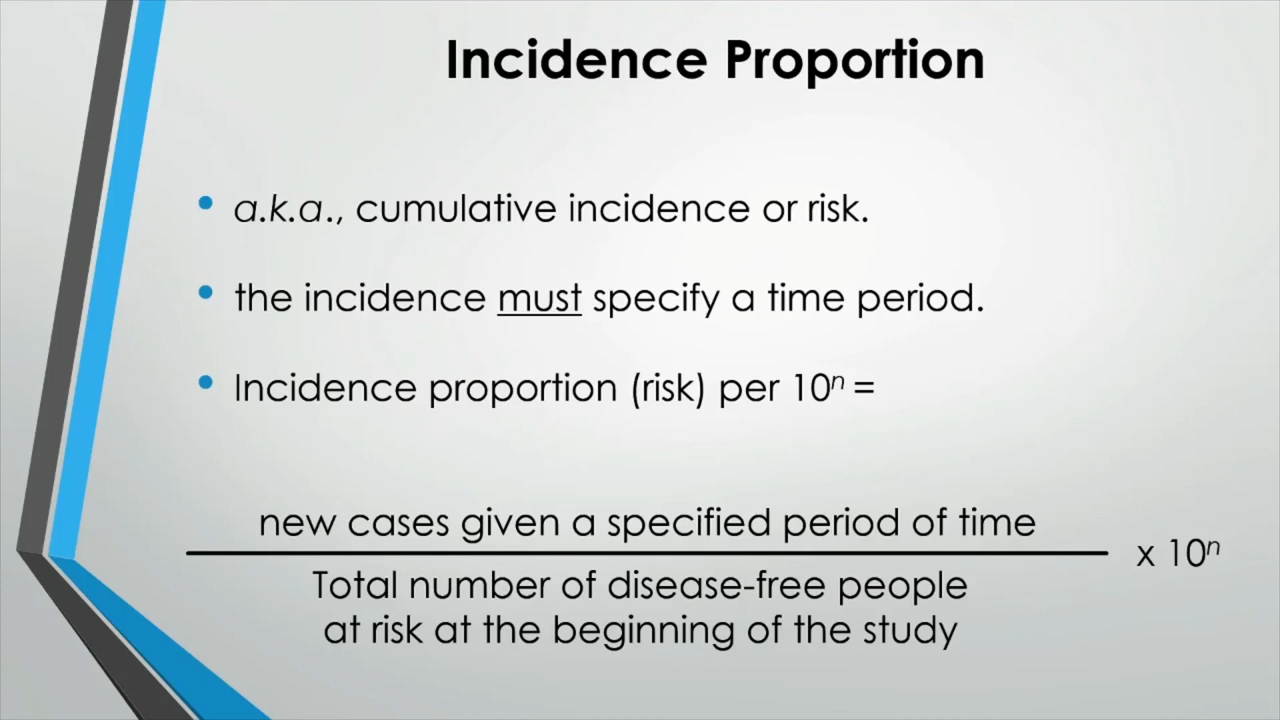 Incidence Proportion
• a.k.a., cumulative incidence or risk.
• the incidence must specify a time period.
• Incidence proportion (risk) per 10ⁿ =
new cases given a specified period of time
x 10ⁿ
Total number of disease-free people
at risk at the beginning of the study